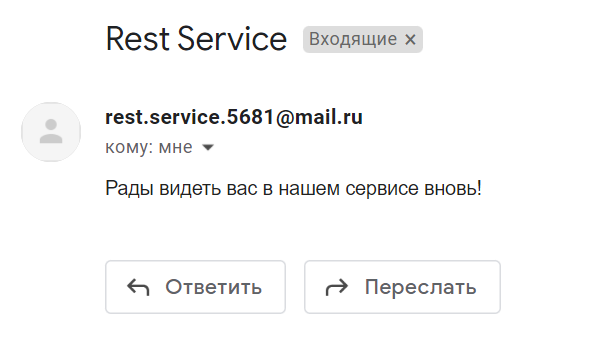 Rest Service Входящие ×
rest.service.5681@mail.ru
кому: мне
Рады видеть вас в нашем сервисе вновь!
Ответить Переслать